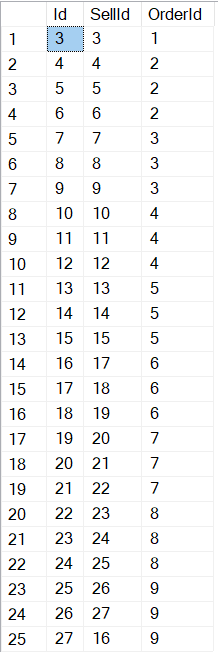 Id SellId OrderId
1 3 3 1
2 4 4 2
3 5 5 2
4 6 6 2
5 7 7 3
6 8 8 3
7 9 9 3
8 10 10 4
9 11 11 4
10 12 12 4
11 13 13 5
12 14 14 5
13 15 15 5
14 16 17 6
15 17 18 6
16 18 19 6
17 19 20 7
18 20 21 7
19 21 22 7
20 22 23 8
21 23 24 8
22 24 25 8
23 25 26 9
24 26 27 9
25 27 16 9